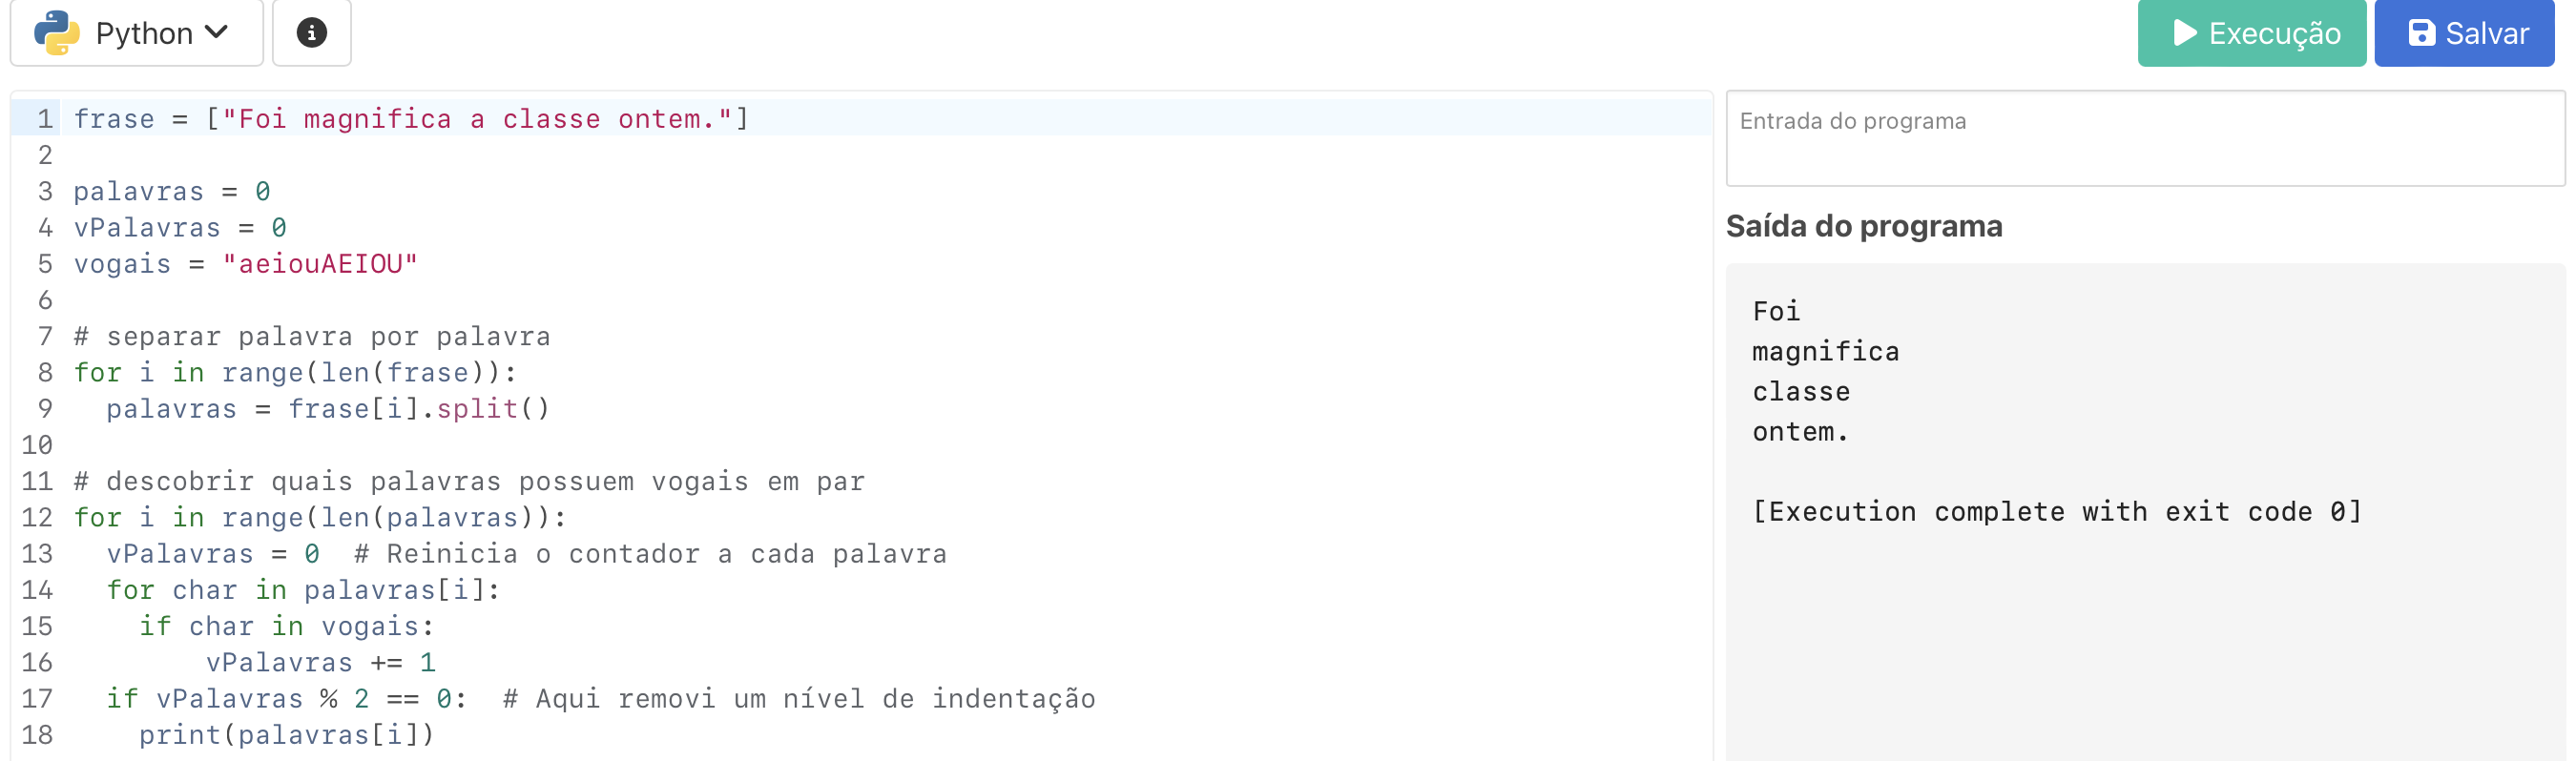 Python
Execução
Salvar
1 frase = ["Foi magnifica a classe ontem."]
2
3 palavras = 0
4 vPalavras = 0
5 vogais = "aeiouAEIOU"
6
7 # separar palavra por palavra
8 for i in range(len(frase)):
9   palavras = frase[i].split()
10
11 # descobrir quais palavras possuem vogais em par
12 for i in range(len(palavras)):
13   vPalavras = 0  # Reinicia o contador a cada palavra
14   for char in palavras[i]:
15     if char in vogais:
16         vPalavras += 1
17   if vPalavras % 2 == 0:  # Aqui removi um nível de indentação
18     print(palavras[i])
Entrada do programa
Saída do programa
Foi
magnifica
classe
ontem.
[Execution complete with exit code 0]